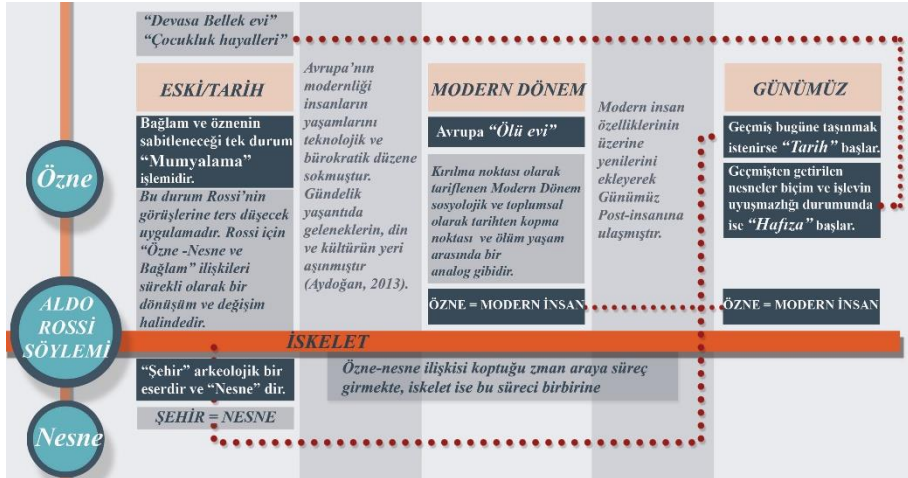 “Devasa Bellek evi”
“Çocukluk hayalleri”
ESKİ/TARİH
Bağlam ve öznenin
sabitleneceği tek durum
“Mumyalama”
işlemidir.
Bu durum Rossi’nin
görüşlerine ters düşecek
uygulamadır. Rossi için
“Özne -Nesne ve
Bağlam” ilişkileri
sürekli olarak bir
dönüşüm ve değişim
halindedir.
Avrupa’nın
modernliği
insanların
yaşamlarını
teknolojik ve
bürokratik düzene
sokmuştur.
Gündelik
yaşantıda
geleneklerin, din
ve kültürün yeri
aşınmıştır
(Aydoğan, 2013).
MODERN DÖNEM
Avrupa “Ölü evi”
Kırılma noktası olarak
tariflenen Modern Dönem
sosyolojik ve toplumsal
olarak tarihten kopma
noktası ve ölüm yaşam
arasında bir
analog gibidir.
ÖZNE = MODERN İNSAN
Modern insan
özelliklerinin
üzerine
yenilerini
ekleyerek
Günümüz
Post-insanına
ulaşmıştır.
GÜNÜMÜZ
Geçmiş bugüne taşınmak
istenirse “Tarih” başlar.
Geçmişten getirilen
nesneler biçim ve işlevin
uyuşmazlığı durumunda
ise “Hafıza” başlar.
ÖZNE = MODERN İNSAN
Özne
ALDO
ROSSİ
SÖYLEMİ
Nesne
İSKELET
“Şehir” arkeolojik bir
eserdir ve “Nesne” dir.
ŞEHİR = NESNE
Özne-nesne ilişkisi koptuğu zman araya süreç
girmekte, iskelet ise bu süreci birbirine